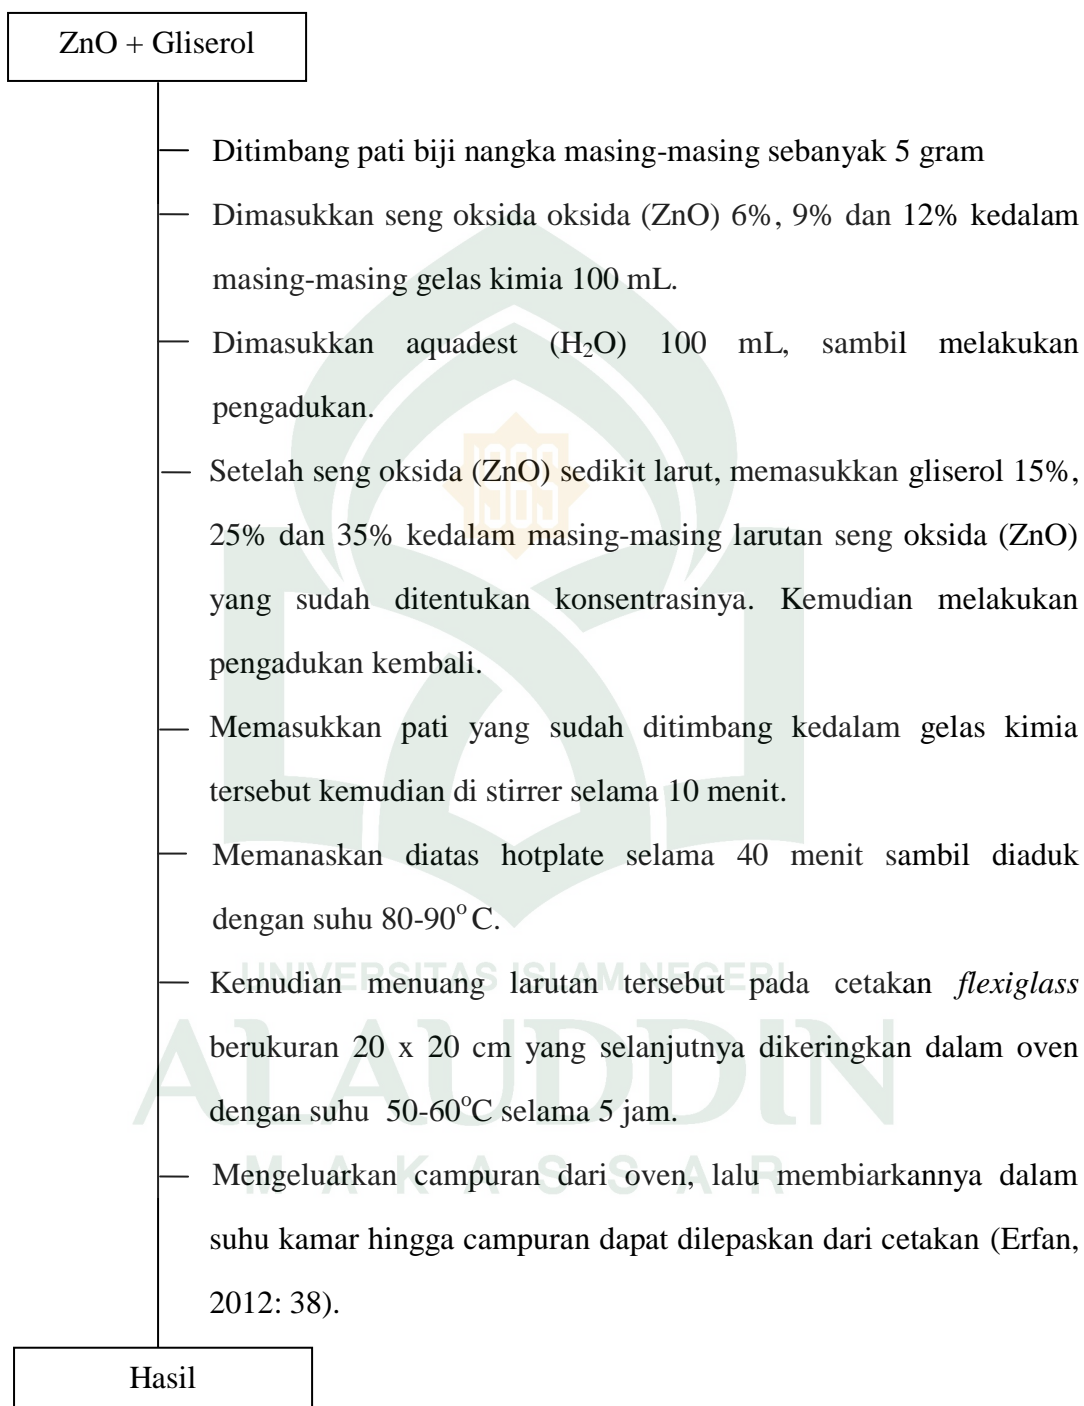 ZnO + Gliserol
Ditimbang pati biji nangka masing-masing sebanyak 5 gram
Dimasukkan seng oksida oksida (ZnO) 6%, 9% dan 12% kedalam
masing-masing gelas kimia 100 mL.
Dimasukkan aquadest (H₂O) 100 mL, sambil melakukan
pengadukan.
Setelah seng oksida (ZnO) sedikit larut, memasukkan gliserol 15%,
25% dan 35% kedalam masing-masing larutan seng oksida (ZnO)
yang sudah ditentukan konsentrasinya. Kemudian melakukan
pengadukan kembali.
Memasukkan pati yang sudah ditimbang kedalam gelas kimia
tersebut kemudian di stirrer selama 10 menit.
Memanaskan diatas hotplate selama 40 menit sambil diaduk
dengan suhu 80-90°C.
UNIVERSITAS ISLAM NEGERI
Kemudian menuang larutan tersebut pada cetakan flexiglass
berukuran 20 x 20 cm yang selanjutnya dikeringkan dalam oven
ALAUDDIN
dengan suhu 50-60°C selama 5 jam.
MAKASSAR
Mengeluarkan campuran dari oven, lalu membiarkannya dalam
suhu kamar hingga campuran dapat dilepaskan dari cetakan (Erfan,
2012: 38).
Hasil
1965